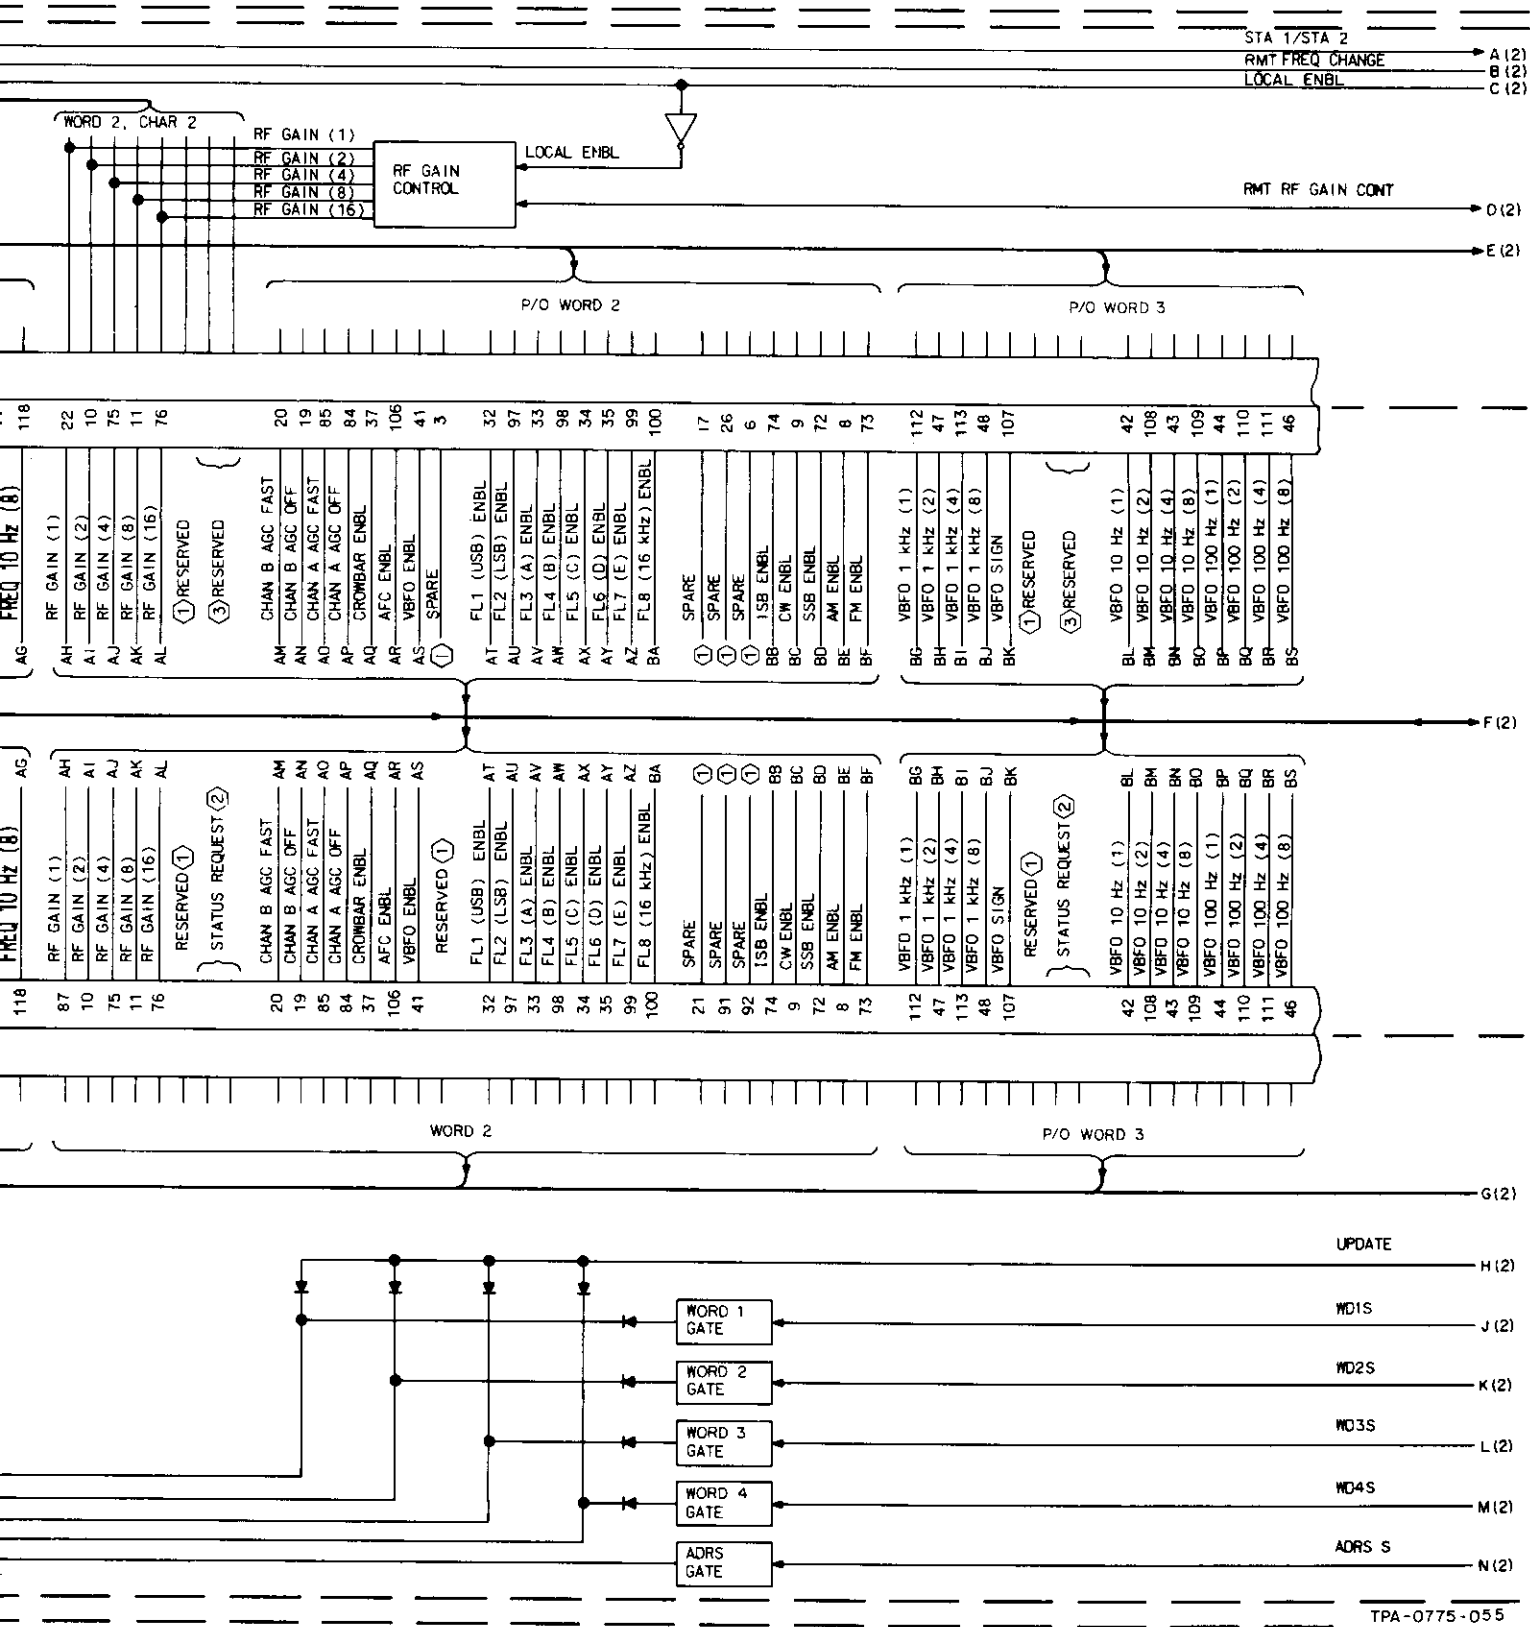 STA 1/STA 2
A(2)
RMT FREQ CHANGE
B(2)
LOCAL ENBL
C(2)
WORD 2, CHAR 2
RF GAIN (1)
RF GAIN (2)
RF GAIN (4)
RF GAIN (8)
RF GAIN (16)
RF GAIN
CONTROL
LOCAL ENBL
RMT RF GAIN CONT
D(2)
E(2)
P/O WORD 2
P/O WORD 3
118
22
10
75
11
76
20
19
85
84
37
106
41
3
32
97
33
98
34
35
99
100
17
26
6
74
9
72
8
73
112
47
113
48
107
42
108
43
109
44
110
111
46
FREQ 10 Hz (8)
RF GAIN (1)
RF GAIN (2)
RF GAIN (4)
RF GAIN (8)
RF GAIN (16)
1 RESERVED
3 RESERVED
CHAN B AGC FAST
CHAN B AGC OFF
CHAN A AGC FAST
CHAN A AGC OFF
CROWBAR ENBL
AFC ENBL
VBFO ENBL
1 SPARE
FL1 (USB) ENBL
FL2 (LSB) ENBL
FL3 (A) ENBL
FL4 (B) ENBL
FL5 (C) ENBL
FL6 (D) ENBL
FL7 (E) ENBL
FL8 (16 kHz) ENBL
1 SPARE
1 SPARE
1 SPARE
ISB ENBL
CW ENBL
SSB ENBL
AM ENBL
FM ENBL
VBFO 1 kHz (1)
VBFO 1 kHz (2)
VBFO 1 kHz (4)
VBFO 1 kHz (8)
VBFO SIGN
1 RESERVED
3 RESERVED
VBFO 10 Hz (1)
VBFO 10 Hz (2)
VBFO 10 Hz (4)
VBFO 10 Hz (8)
VBFO 100 Hz (1)
VBFO 100 Hz (2)
VBFO 100 Hz (4)
VBFO 100 Hz (8)
AG
AH
AI
AJ
AK
AL
AM
AN
AO
AP
AQ
AR
AS
AT
AU
AV
AW
AX
AY
AZ
BA
BB
BC
BD
BE
BF
BG
BH
BI
BJ
BK
BL
BM
BN
BO
BP
BQ
BR
BS
F(2)
AG
AH
AI
AJ
AK
AL
AM
AN
AO
AP
AQ
AR
AS
AT
AU
AV
AW
AX
AY
AZ
BA
1
1
1
BB
BC
BD
BE
BF
BG
BH
BI
BJ
BK
BL
BM
BN
BO
BP
BQ
BR
BS
FREQ 10 Hz (8)
RF GAIN (1)
RF GAIN (2)
RF GAIN (4)
RF GAIN (8)
RF GAIN (16)
RESERVED 1
STATUS REQUEST 2
CHAN B AGC FAST
CHAN B AGC OFF
CHAN A AGC FAST
CHAN A AGC OFF
CROWBAR ENBL
AFC ENBL
VBFO ENBL
RESERVED 1
FL1 (USB) ENBL
FL2 (LSB) ENBL
FL3 (A) ENBL
FL4 (B) ENBL
FL5 (C) ENBL
FL6 (D) ENBL
FL7 (E) ENBL
FL8 (16 kHz) ENBL
SPARE
SPARE
SPARE
ISB ENBL
CW ENBL
SSB ENBL
AM ENBL
FM ENBL
VBFO 1 kHz (1)
VBFO 1 kHz (2)
VBFO 1 kHz (4)
VBFO 1 kHz (8)
VBFO SIGN
RESERVED 1
STATUS REQUEST 2
VBFO 10 Hz (1)
VBFO 10 Hz (2)
VBFO 10 Hz (4)
VBFO 10 Hz (8)
VBFO 100 Hz (1)
VBFO 100 Hz (2)
VBFO 100 Hz (4)
VBFO 100 Hz (8)
118
87
10
75
11
76
20
19
85
84
37
106
41
32
97
33
98
34
35
99
100
21
91
92
74
9
72
8
73
112
47
113
48
107
42
108
43
109
44
110
111
46
WORD 2
P/O WORD 3
G(2)
UPDATE
H(2)
WORD 1
GATE
WD1S
J(2)
WORD 2
GATE
WD2S
K(2)
WORD 3
GATE
WD3S
L(2)
WORD 4
GATE
WD4S
M(2)
ADRS
GATE
ADRS S
N(2)
TPA-0775-055